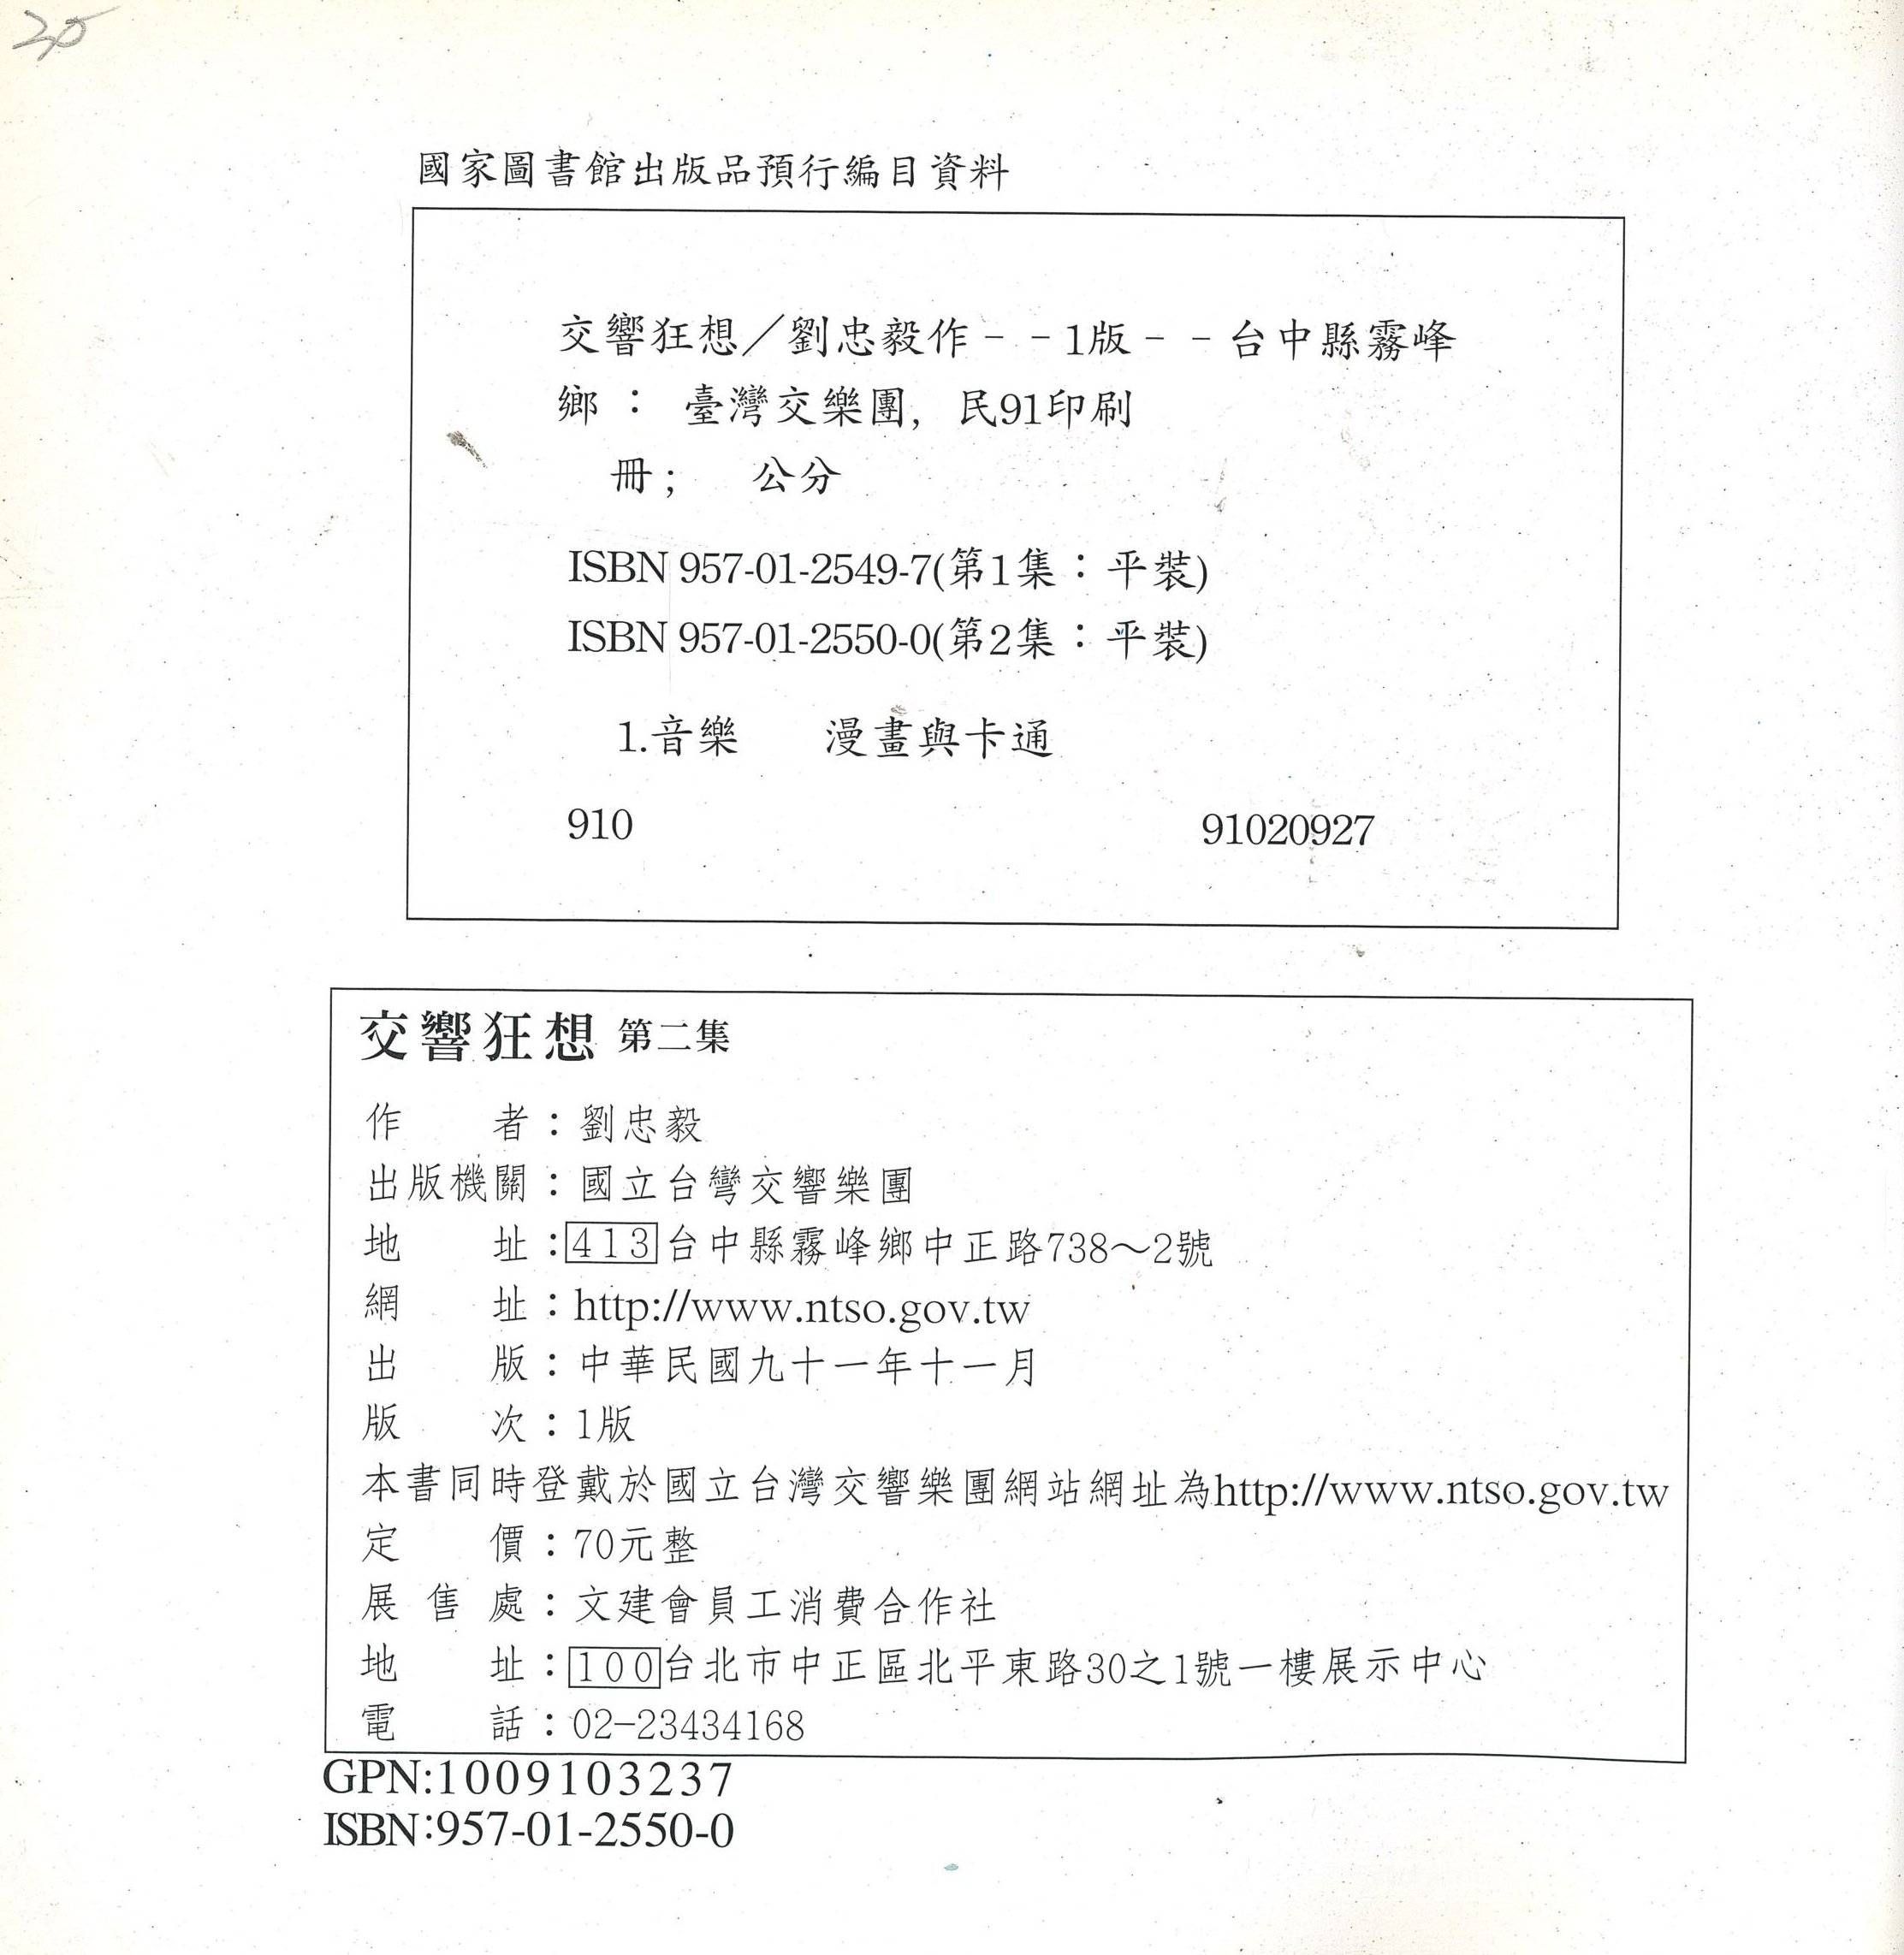 25
國家圖書館出版品預行編目資料
交響狂想／劉忠毅作－－1版－－台中縣霧峰
鄉： 臺灣交樂團, 民91印刷
冊; 公分
ISBN 957-01-2549-7(第1集：平裝)
ISBN 957-01-2550-0(第2集：平裝)
1.音樂 漫畫與卡通
910 91020927
交響狂想 第二集
作 者：劉忠毅
出版機關：國立台彎交響樂團
地 址：413台中縣霧峰鄉中正路738～2號
網 址：http://www.ntso.gov.tw
出 版：中華民國九十一年十一月
版 次：1版
本書同時登戴於國立台灣交響樂團網站網址為http://www.ntso.gov.tw
定 價：70元整
展 售 處：文建會員工消費合作社
地 址：100台北市中正區北平東路30之1號一樓展示中心
電 話：02-23434168
GPN:1009103237
ISBN:957-01-2550-0